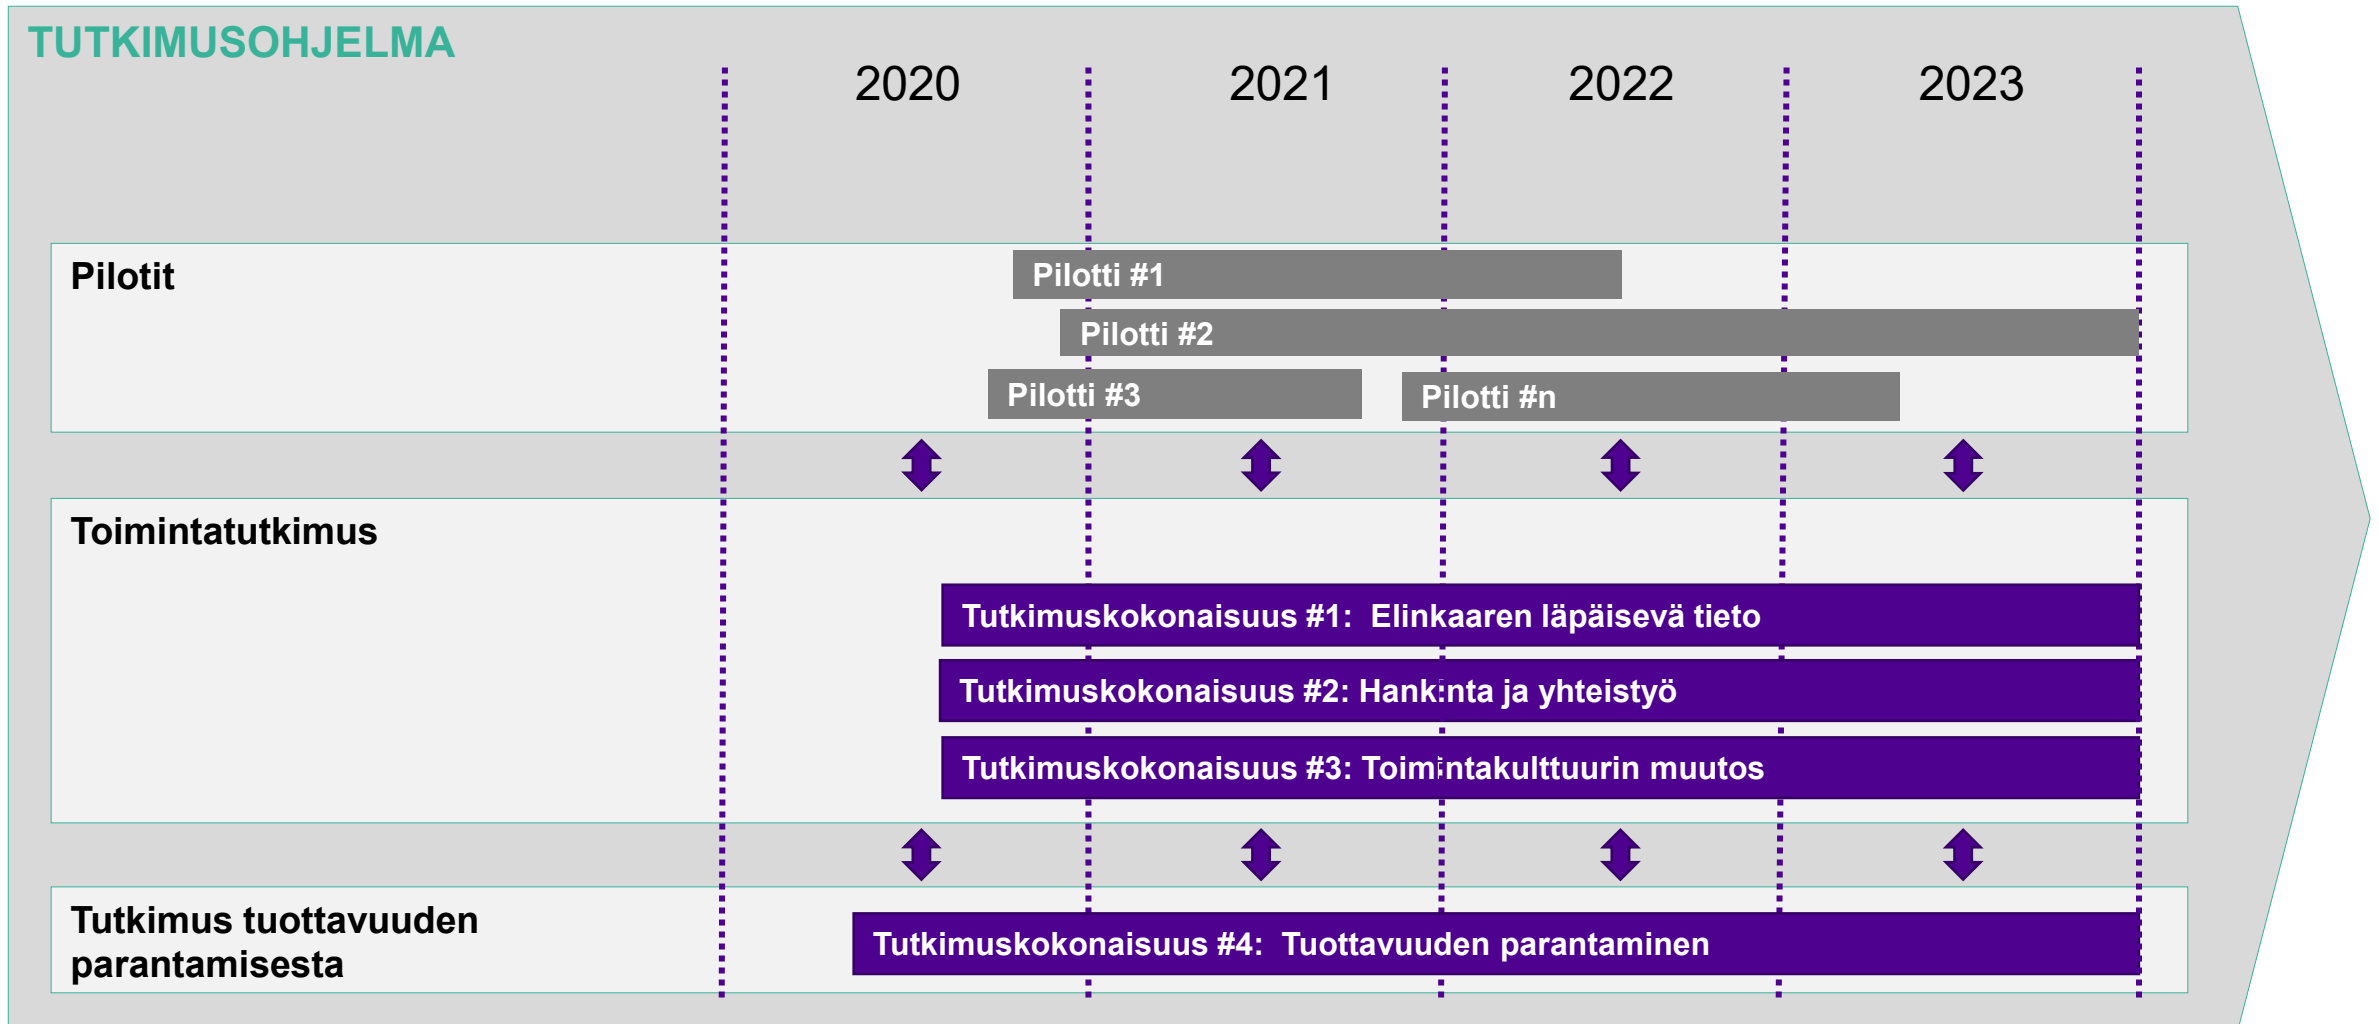 TUTKIMUSOHJELMA
2020 2021 2022 2023
Pilotit
Pilotti #1
Pilotti #2
Pilotti #3
Pilotti #n
Toimintatutkimus
Tutkimuskokonaisuus #1:  Elinkaaren läpäisevä tieto
Tutkimuskokonaisuus #2: Hankinta ja yhteistyö
Tutkimuskokonaisuus #3: Toimintakulttuurin muutos
Tutkimus tuottavuuden
parantamisesta
Tutkimuskokonaisuus #4:  Tuottavuuden parantaminen